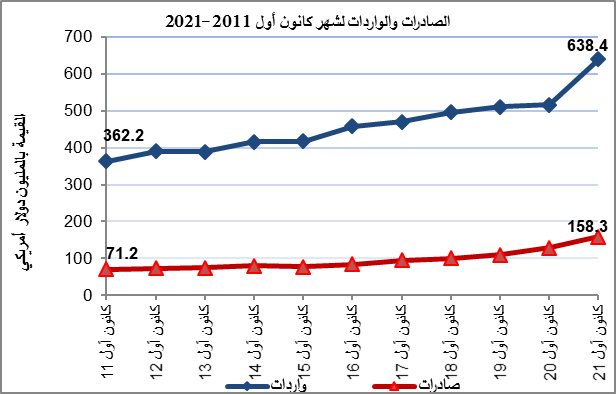 الصادرات والواردات لشهر كانون أول 2011 -2021
القيمة بالمليون دولار أمريكي
700
600
500
400
300
200
100
0
638.4
362.2
158.3
71.2
كانون أول 11
كانون أول 12
كانون أول 13
كانون أول 14
كانون أول 15
كانون أول 16
كانون أول 17
كانون أول 18
كانون أول 19
كانون أول 20
كانون أول 21
واردات
صادرات